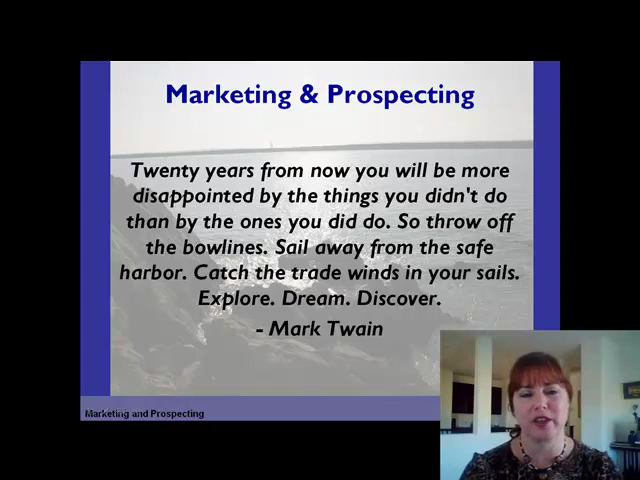 Marketing & Prospecting
Twenty years from now you will be more
disappointed by the things you didn't do
than by the ones you did do. So throw off
the bowlines. Sail away from the safe
harbor. Catch the trade winds in your sails.
Explore. Dream. Discover.
- Mark Twain
Marketing and Prospecting